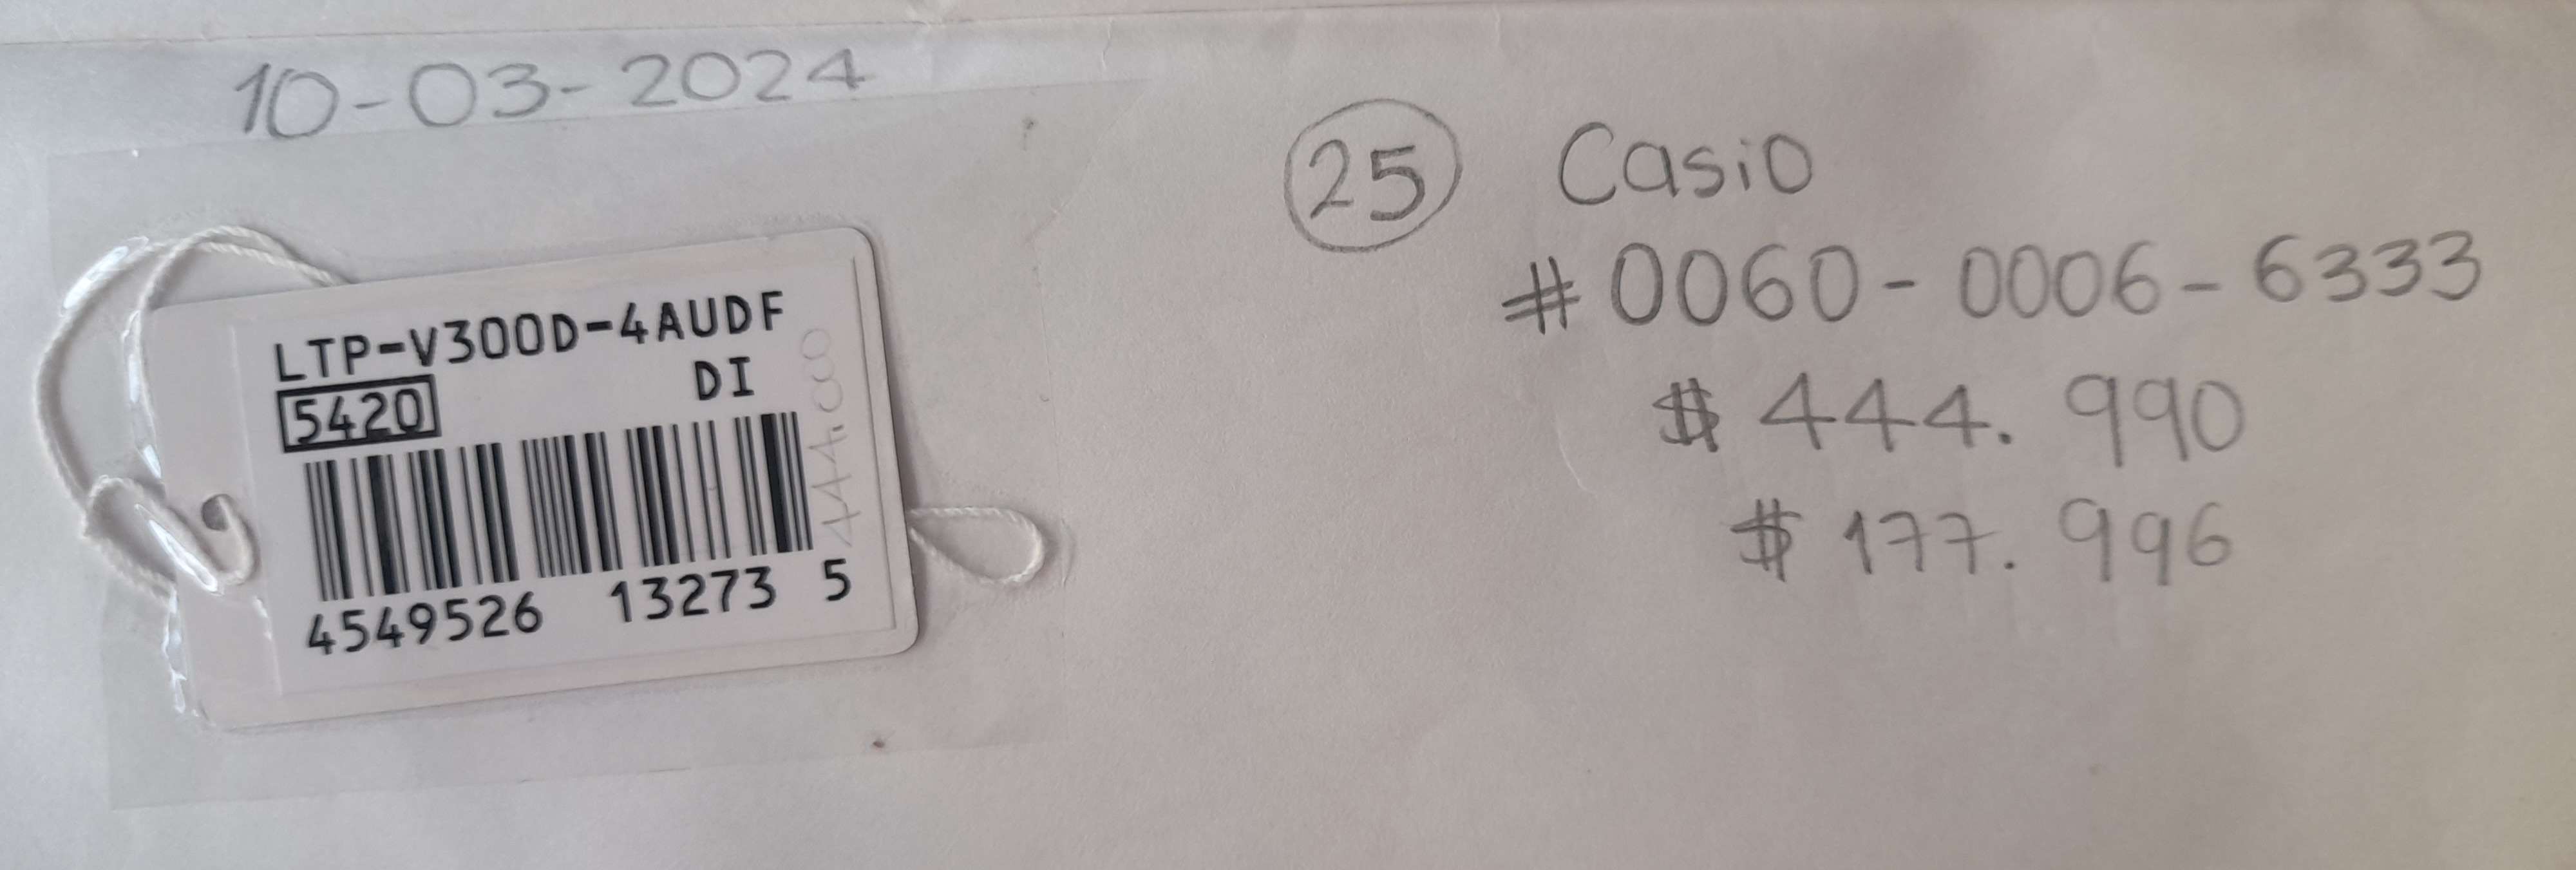 10-03-2024
LTP-V300D-4AUDF
DI
5420
444.000
4549526 13273 5
25 Casio
#0060-0006-6333
$ 444.990
$ 177.996